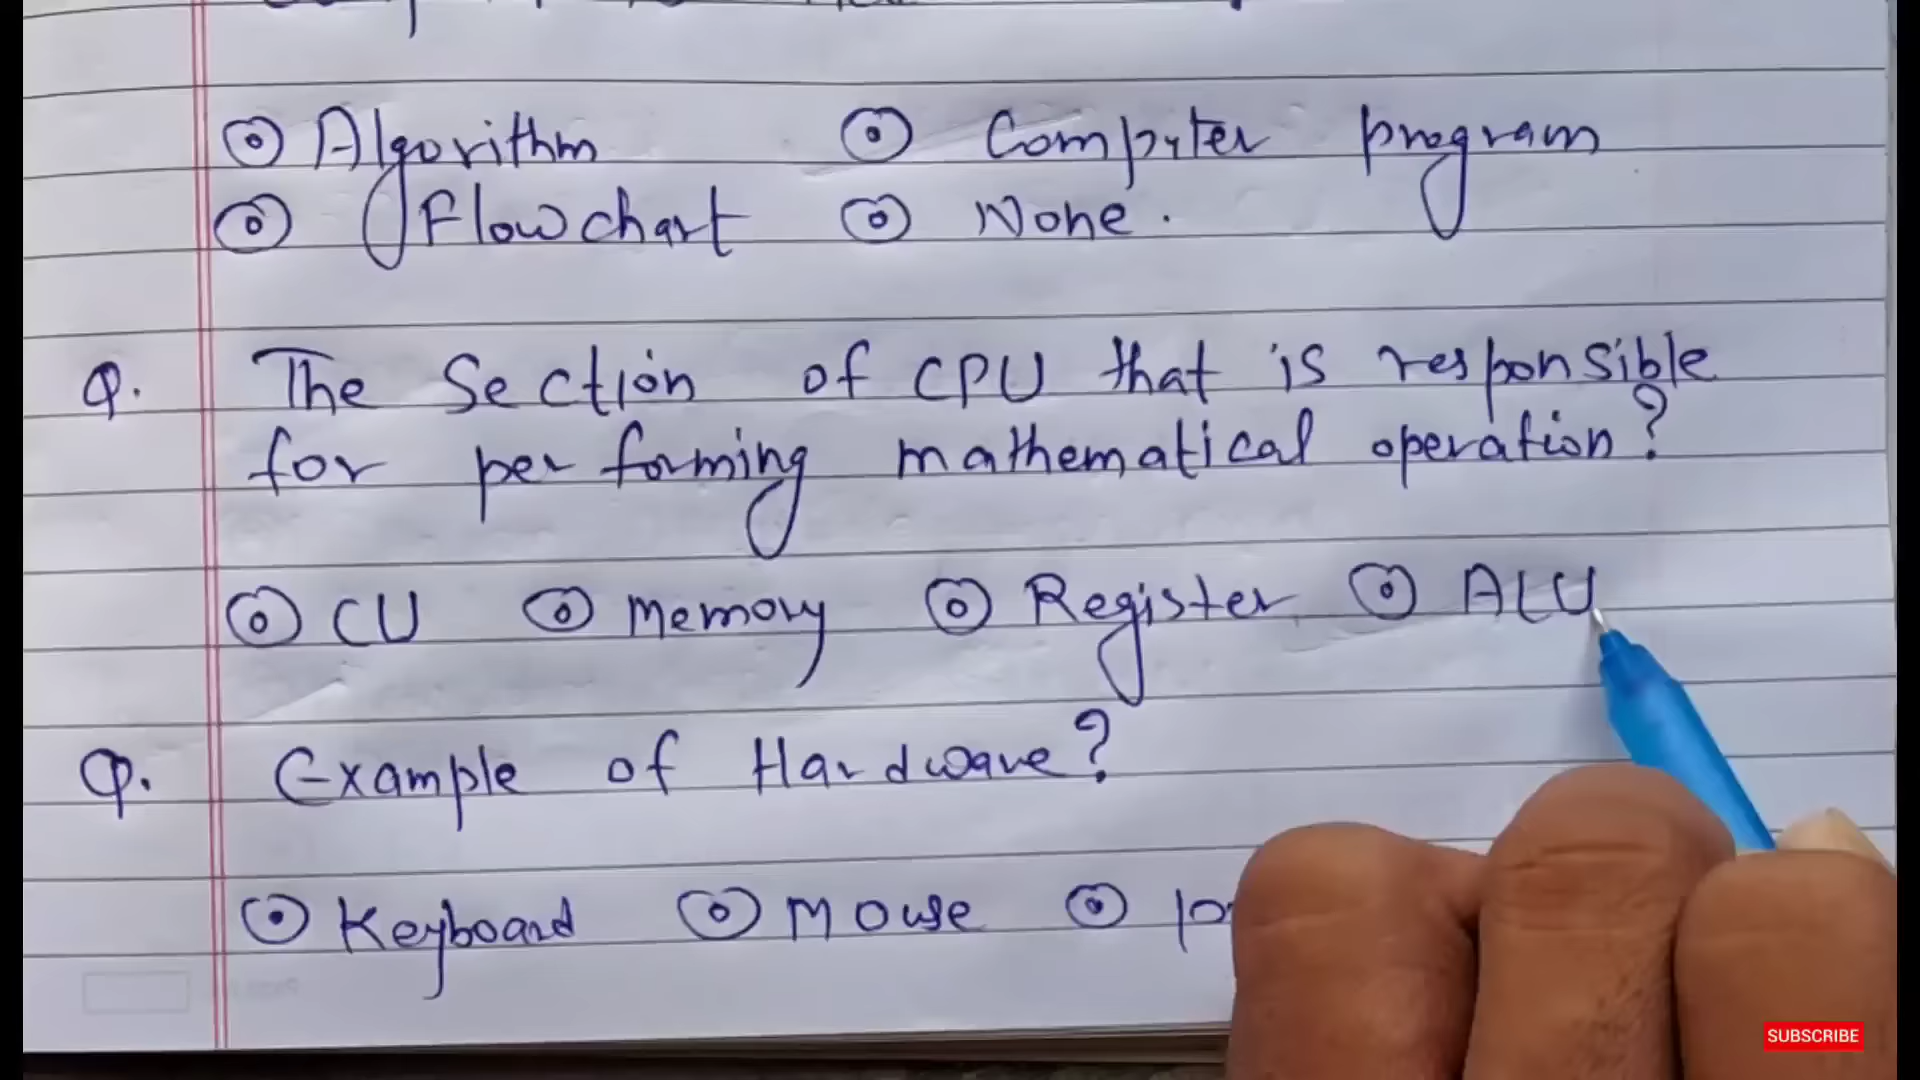 Algorithm Computer program
Flowchart None.
Q. The Section of CPU that is responsible
for performing mathematical operation?
CU Memory Register ALU
Q. Example of Hardware?
Keyboard Mouse
SUBSCRIBE